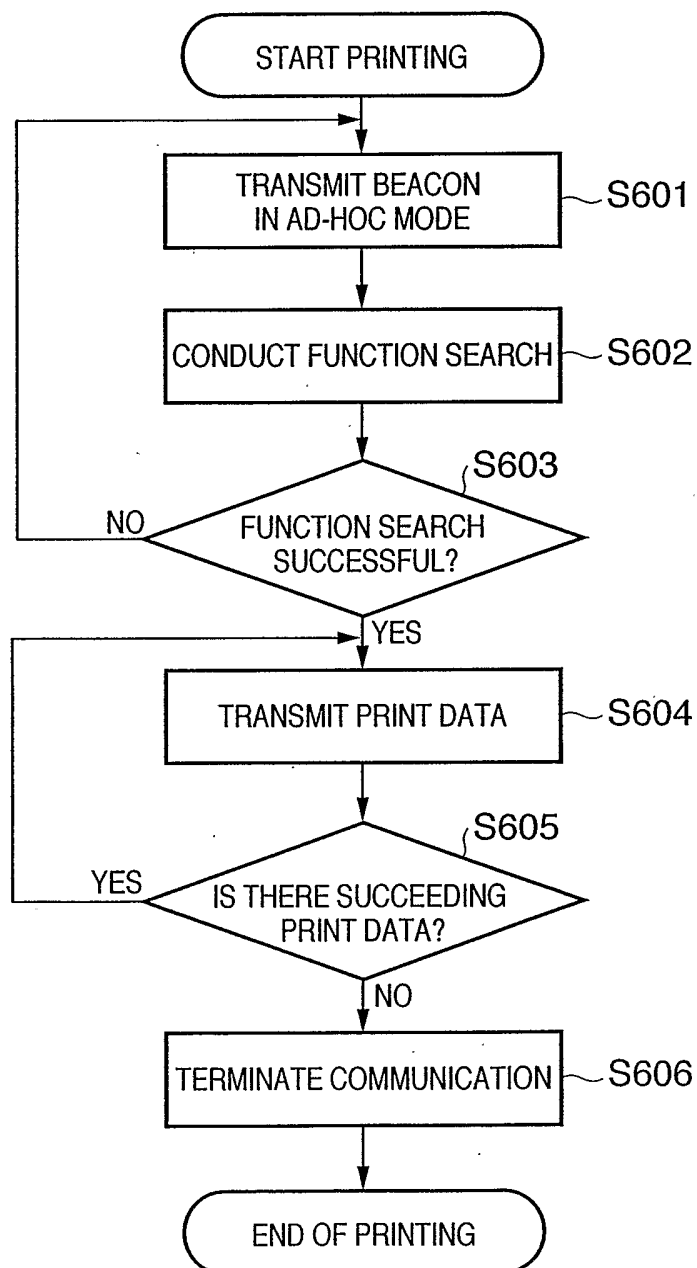 START PRINTING
TRANSMIT BEACON
IN AD-HOC MODE
S601
CONDUCT FUNCTION SEARCH
S602
S603
NO
FUNCTION SEARCH
SUCCESSFUL?
YES
TRANSMIT PRINT DATA
S604
S605
YES
IS THERE SUCCEEDING
PRINT DATA?
NO
TERMINATE COMMUNICATION
S606
END OF PRINTING